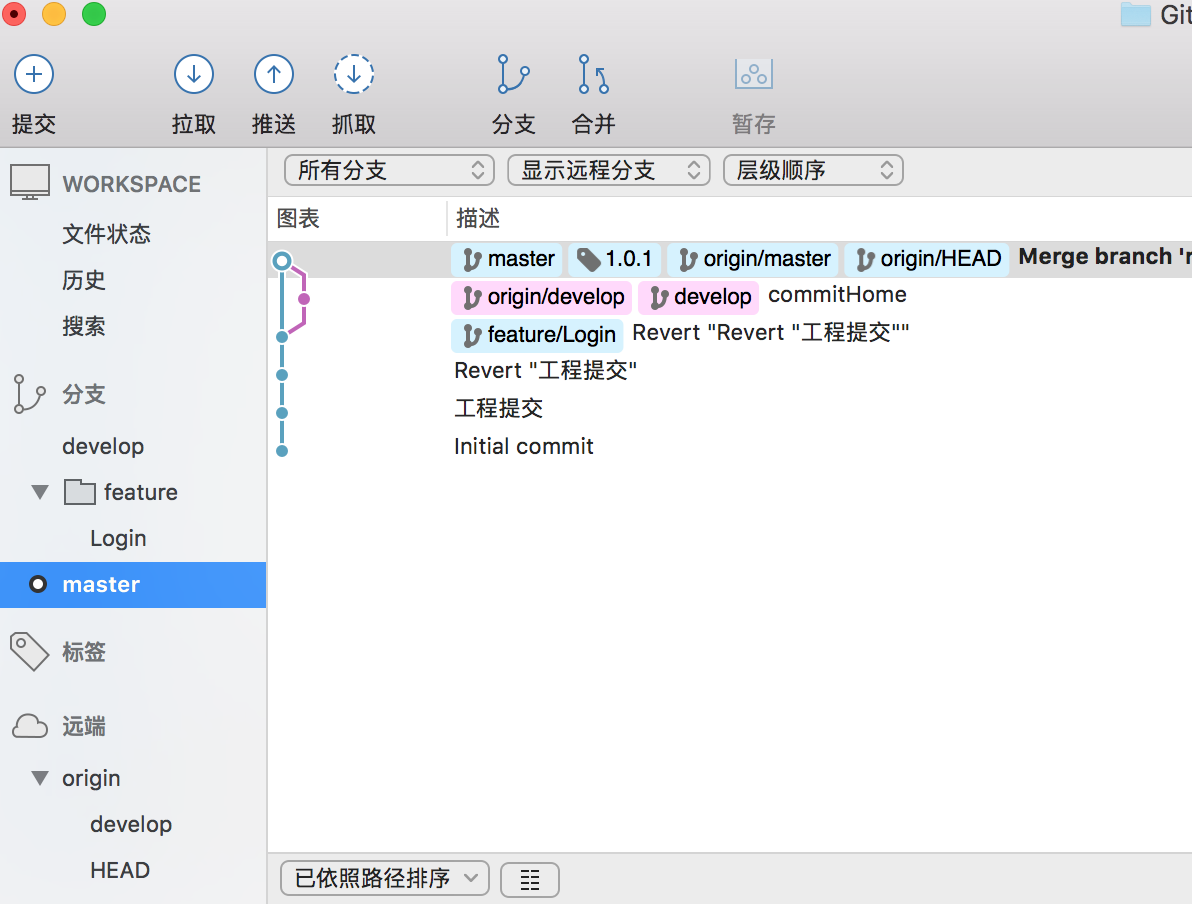 Git
提交 拉取 推送 抓取 分支 合并 暂存
WORKSPACE
文件状态
历史
搜索
分支
develop
feature
Login
master
标签
远端
origin
develop
HEAD
所有分支 显示远程分支 层级顺序
图表 描述
master 1.0.1 origin/master origin/HEAD Merge branch '
origin/develop develop commitHome
feature/Login Revert "Revert "工程提交""
Revert "工程提交"
工程提交
Initial commit
已依照路径排序